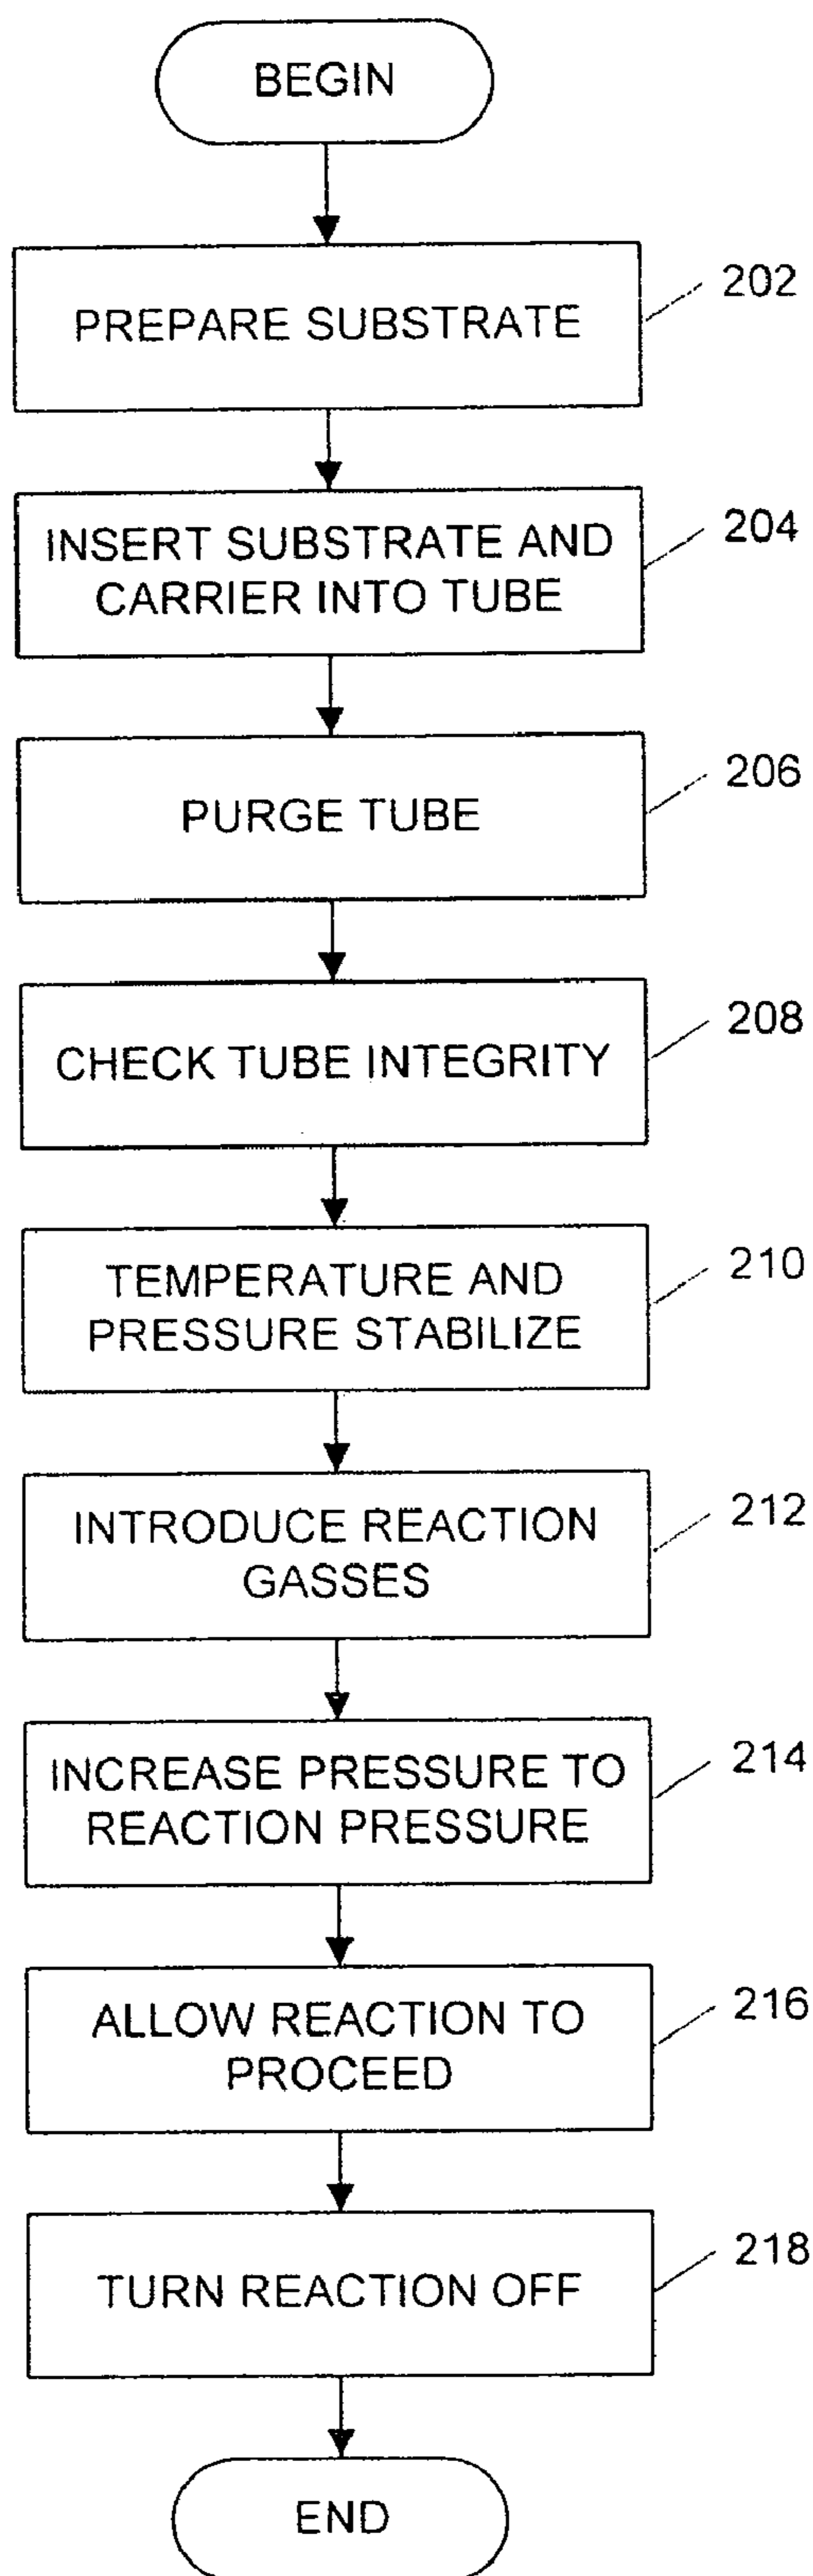 BEGIN
PREPARE SUBSTRATE
202
INSERT SUBSTRATE AND
CARRIER INTO TUBE
204
PURGE TUBE
206
CHECK TUBE INTEGRITY
208
TEMPERATURE AND
PRESSURE STABILIZE
210
INTRODUCE REACTION
GASSES
212
INCREASE PRESSURE TO
REACTION PRESSURE
214
ALLOW REACTION TO
PROCEED
216
TURN REACTION OFF
218
END